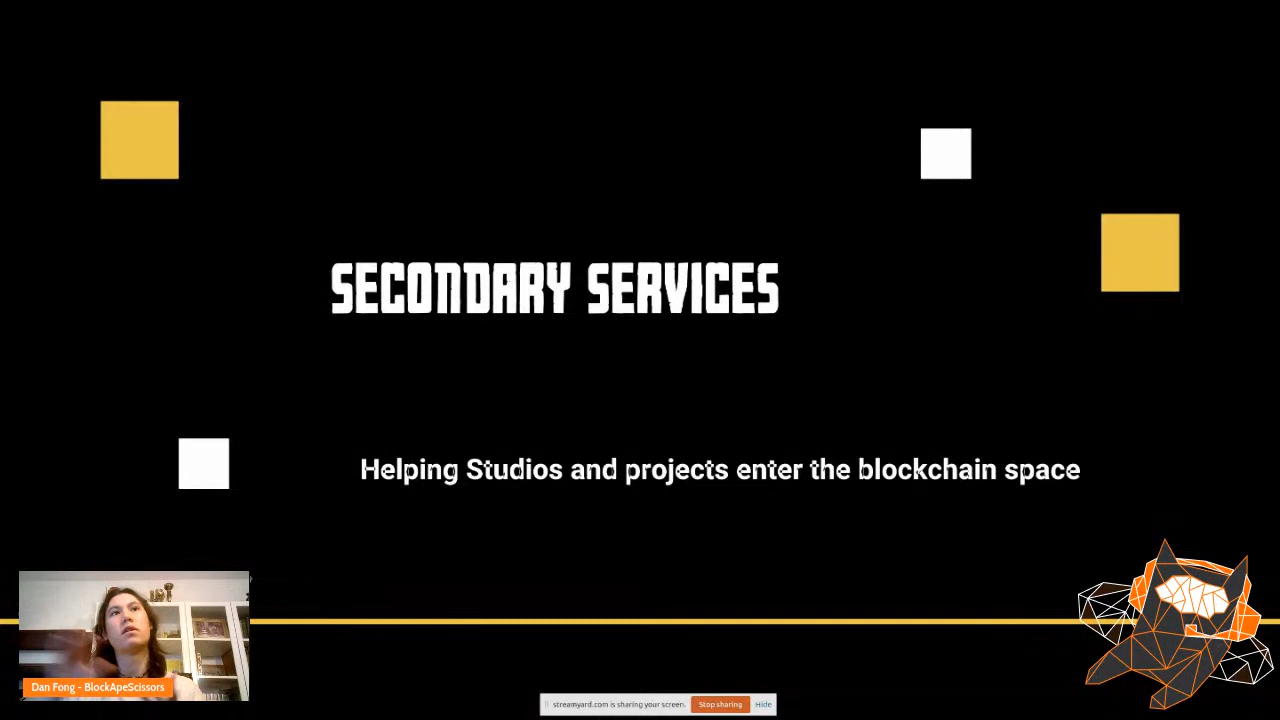 SECONDARY SERVICES
Helping Studios and projects enter the blockchain space
Dan Fong - BlockApeScissors
streamyard.com is sharing your screen. Stop sharing Hide